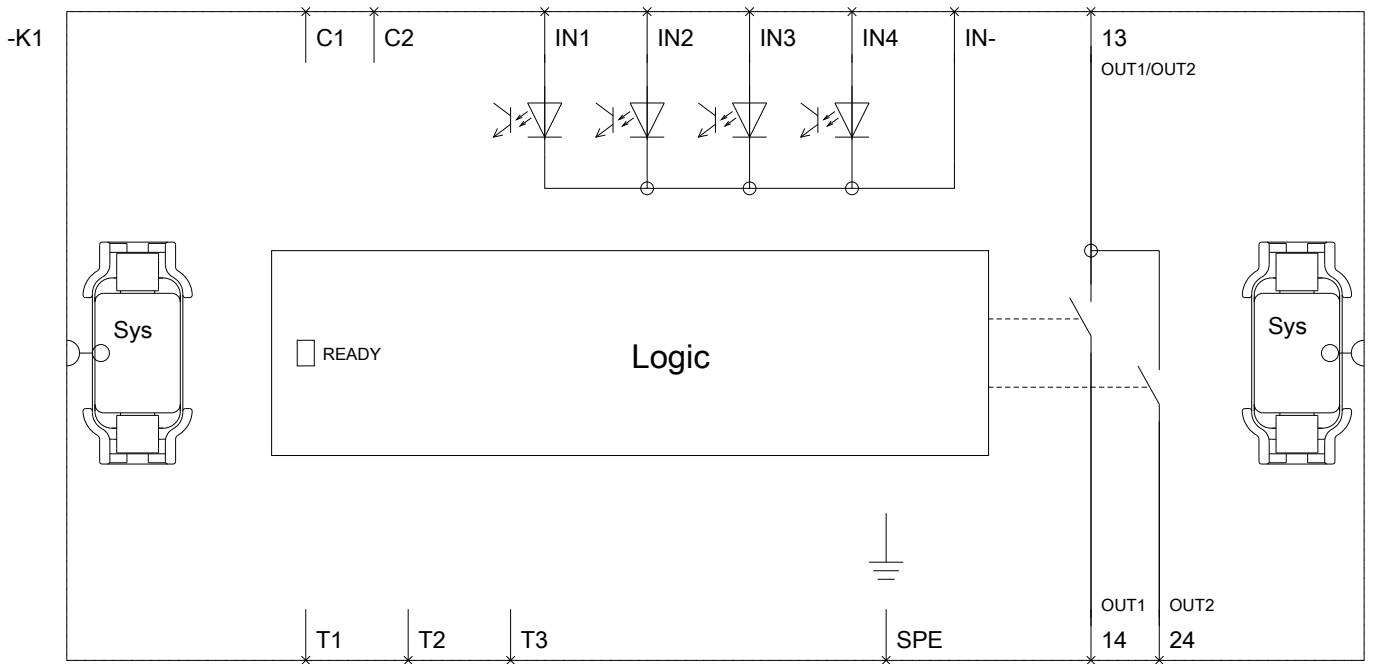 -K1
C1 C2 IN1 IN2 IN3 IN4 IN- 13
OUT1/OUT2
Sys
Sys
READY
Logic
OUT1 OUT2
T1 T2 T3 SPE 14 24